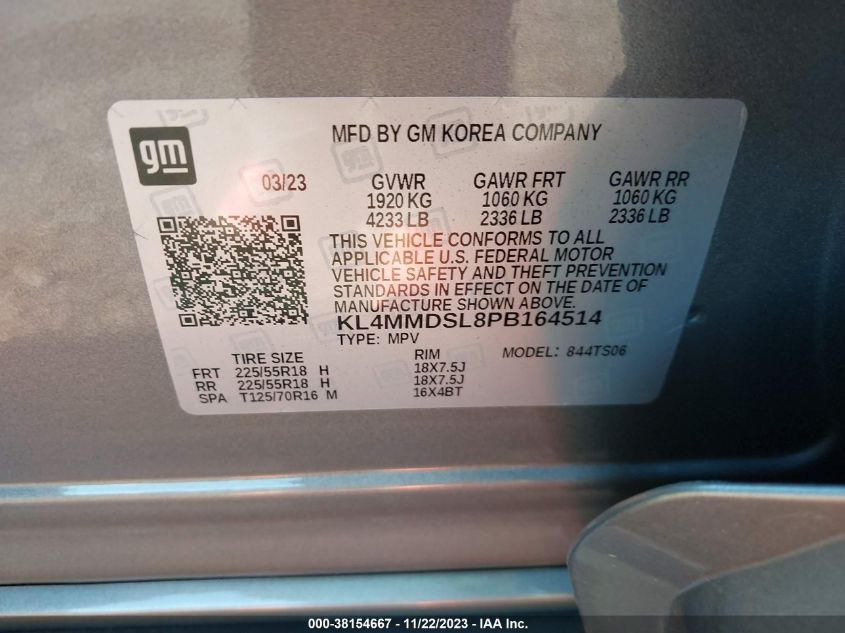 gm
MFD BY GM KOREA COMPANY
03/23 GVWR GAWR FRT GAWR RR
1920 KG 1060 KG 1060 KG
4233 LB 2336 LB 2336 LB
THIS VEHICLE CONFORMS TO ALL
APPLICABLE U.S. FEDERAL MOTOR
VEHICLE SAFETY AND THEFT PREVENTION
STANDARDS IN EFFECT ON THE DATE OF
MANUFACTURE SHOWN ABOVE.
KL4MMDSL8PB164514
TYPE: MPV MODEL: 844TS06
TIRE SIZE RIM
FRT 225/55R18 H 18X7.5J
RR 225/55R18 H 18X7.5J
SPA T125/70R16 M 16X4BT
000-38154667 - 11/22/2023 - IAA Inc.